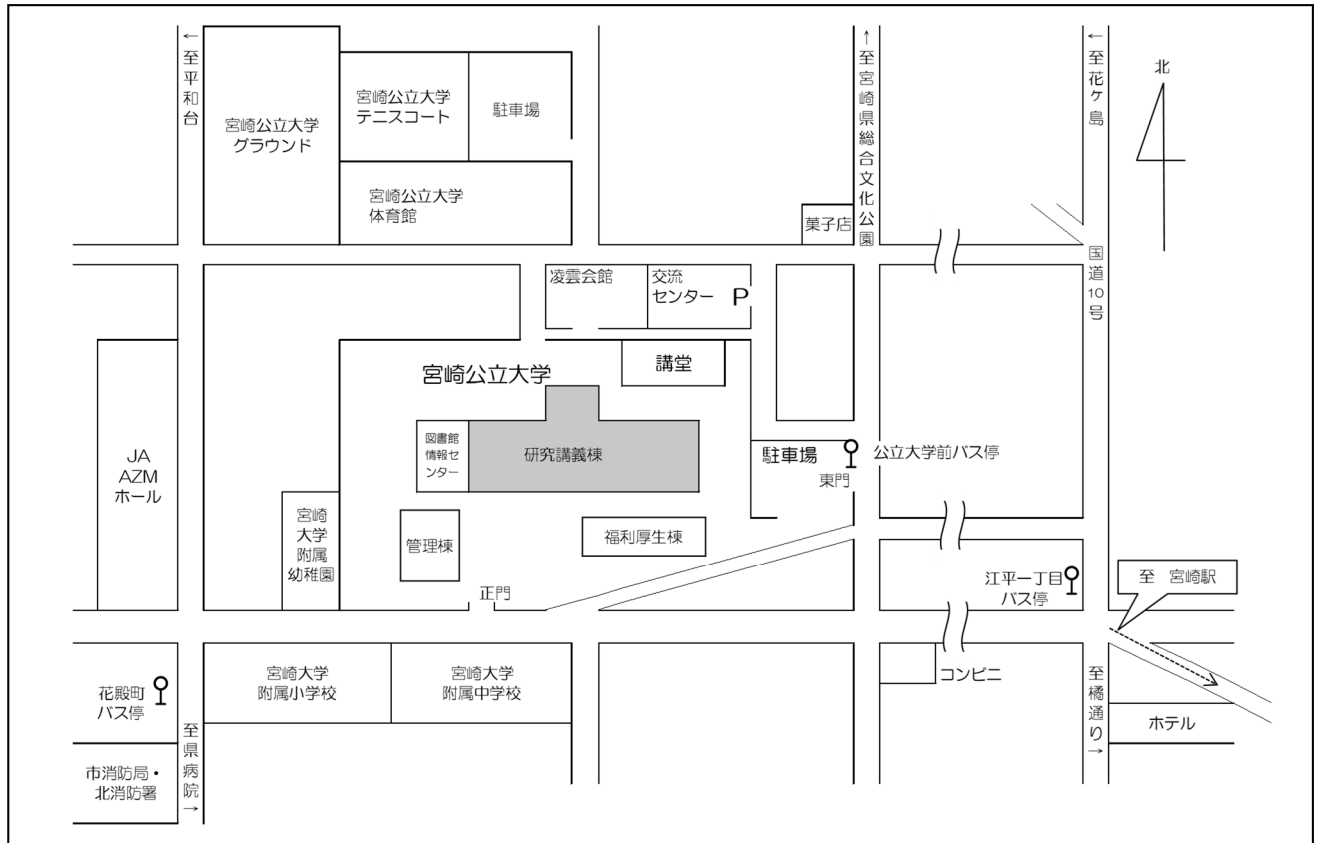 ←至平和台
宮崎公立大学
グラウンド
宮崎公立大学
テニスコート
駐車場
宮崎公立大学
体育館
←至宮崎県総合文化公園
菓子店
←至花ヶ島
国道10号
北
凌雲会館
交流
センター
P
講堂
宮崎公立大学
図書館
情報セ
ンター
研究講義棟
駐車場
東門
公立大学前バス停
JA
AZM
ホール
宮崎
大学
附属
幼稚園
管理棟
福利厚生棟
正門
江平一丁目
バス停
至 宮崎駅
花殿町
バス停
至県病院→
宮崎大学
附属小学校
宮崎大学
附属中学校
コンビニ
至橘通り→
ホテル
市消防局・
北消防署